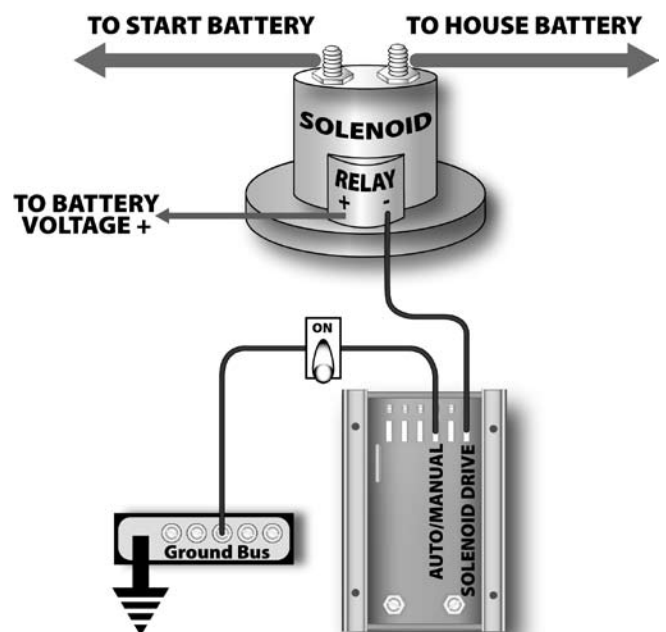 TO START BATTERY
TO HOUSE BATTERY
SOLENOID
RELAY
+ -
TO BATTERY
VOLTAGE +
ON
AUTO/MANUAL
SOLENOID DRIVE
Ground Bus